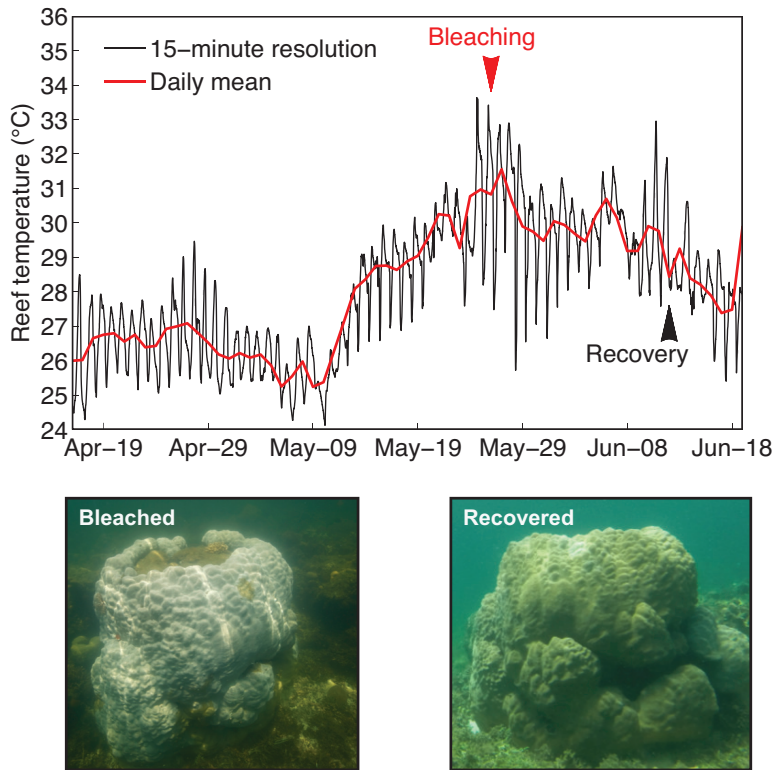 36
35
34
33
32
31
30
29
28
27
26
25
24
Reef temperature (°C)
15−minute resolution
Daily mean
Bleaching
Recovery
Apr−19 Apr−29 May−09 May−19 May−29 Jun−08 Jun−18
Bleached
Recovered